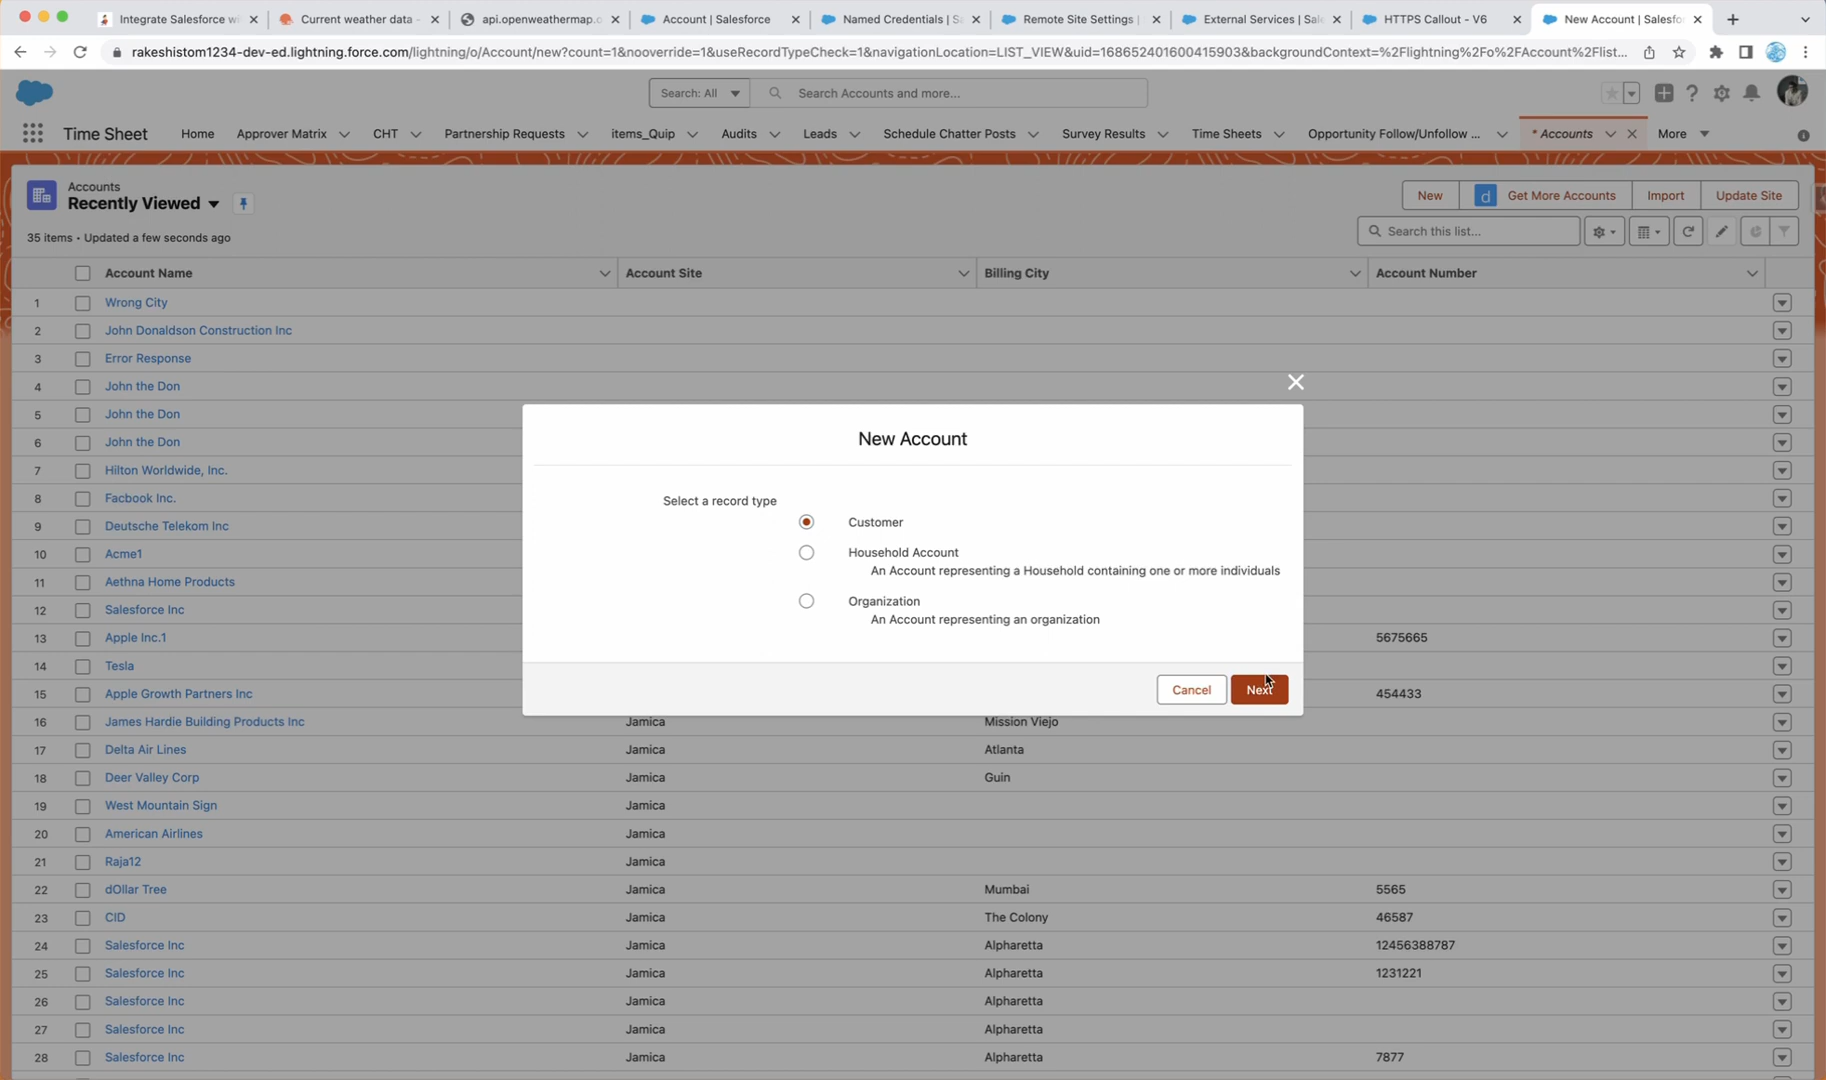 Integrate Salesforce wi
Current weather data -
api.openweathermap.o
Account | Salesforce
Named Credentials | S
Remote Site Settings |
External Services | Sal
HTTPS Callout - V6
New Account | Salesfo
rakeshistom1234-dev-ed.lightning.force.com/lightning/o/Account/new?count=1&nooverride=1&useRecordTypeCheck=1&navigationLocation=LIST_VIEW&uid=168652401600415903&backgroundContext=%2Flightning%2Fo%2FAccount%2Flist...
Search: All
Search Accounts and more...
Time Sheet
Home
Approver Matrix
CHT
Partnership Requests
items_Quip
Audits
Leads
Schedule Chatter Posts
Survey Results
Time Sheets
Opportunity Follow/Unfollow ...
* Accounts
More
Accounts
Recently Viewed
New
d Get More Accounts
Import
Update Site
35 items • Updated a few seconds ago
Search this list...
Account Name
Account Site
Billing City
Account Number
1 Wrong City
2 John Donaldson Construction Inc
3 Error Response
4 John the Don
5 John the Don
6 John the Don
7 Hilton Worldwide, Inc.
8 Facbook Inc.
9 Deutsche Telekom Inc
10 Acme1
11 Aethna Home Products
12 Salesforce Inc
13 Apple Inc.1 5675665
14 Tesla
15 Apple Growth Partners Inc 454433
16 James Hardie Building Products Inc Jamica Mission Viejo
17 Delta Air Lines Jamica Atlanta
18 Deer Valley Corp Jamica Guin
19 West Mountain Sign Jamica
20 American Airlines Jamica
21 Raja12 Jamica
22 dOllar Tree Jamica Mumbai 5565
23 CID Jamica The Colony 46587
24 Salesforce Inc Jamica Alpharetta 12456388787
25 Salesforce Inc Jamica Alpharetta 1231221
26 Salesforce Inc Jamica Alpharetta
27 Salesforce Inc Jamica Alpharetta
28 Salesforce Inc Jamica Alpharetta 7877
New Account
Select a record type
Customer
Household Account
An Account representing a Household containing one or more individuals
Organization
An Account representing an organization
Cancel
Next